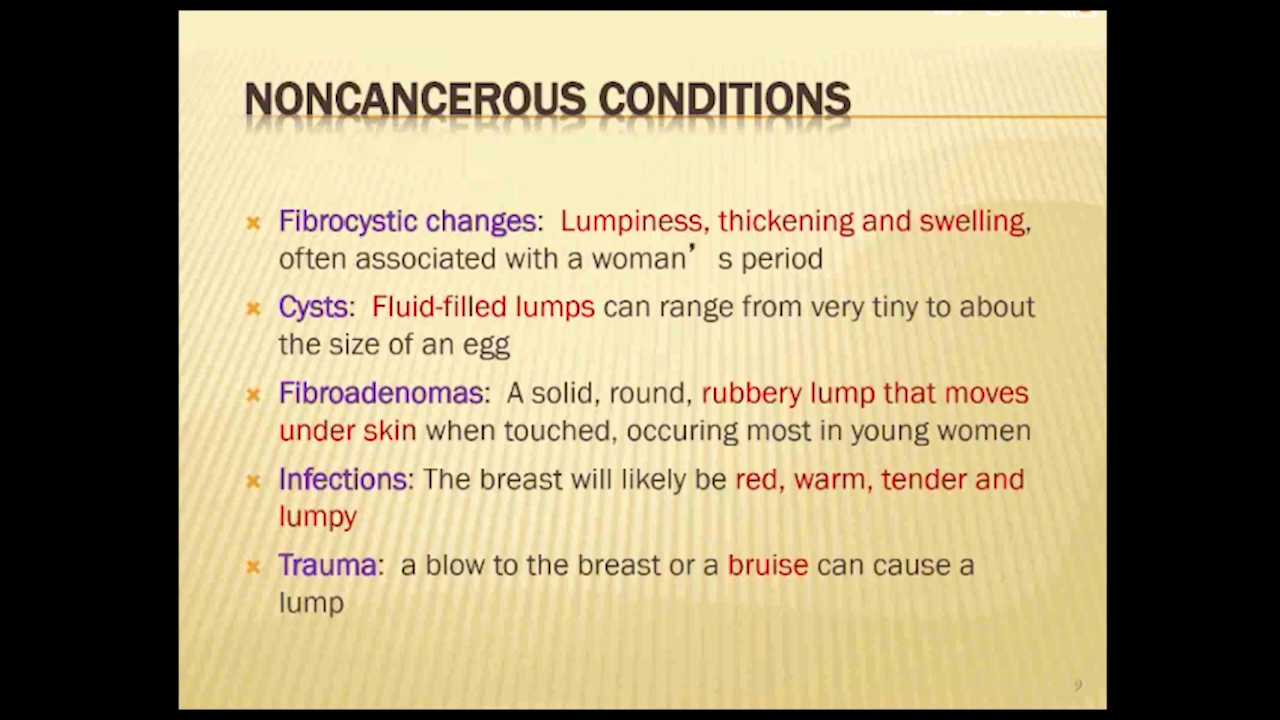 NONCANCEROUS CONDITIONS
Fibrocystic changes: Lumpiness, thickening and swelling,
often associated with a woman’ s period
Cysts: Fluid-filled lumps can range from very tiny to about
the size of an egg
Fibroadenomas: A solid, round, rubbery lump that moves
under skin when touched, occuring most in young women
Infections: The breast will likely be red, warm, tender and
lumpy
Trauma: a blow to the breast or a bruise can cause a
lump
9